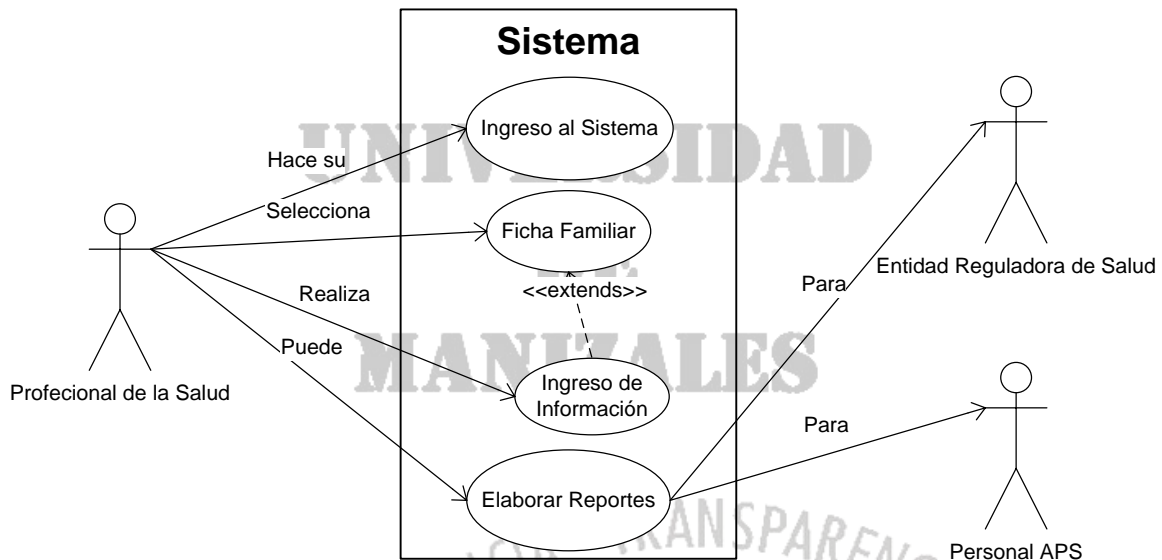 Sistema
Ingreso al Sistema
UNIVERSIDAD
Hace su
Selecciona
Ficha Familiar
DE
<<extends>>
Realiza
Puede
MANIZALES
Ingreso de
Información
Elaborar Reportes
Profecional de la Salud
Para
Entidad Reguladora de Salud
Para
Personal APS